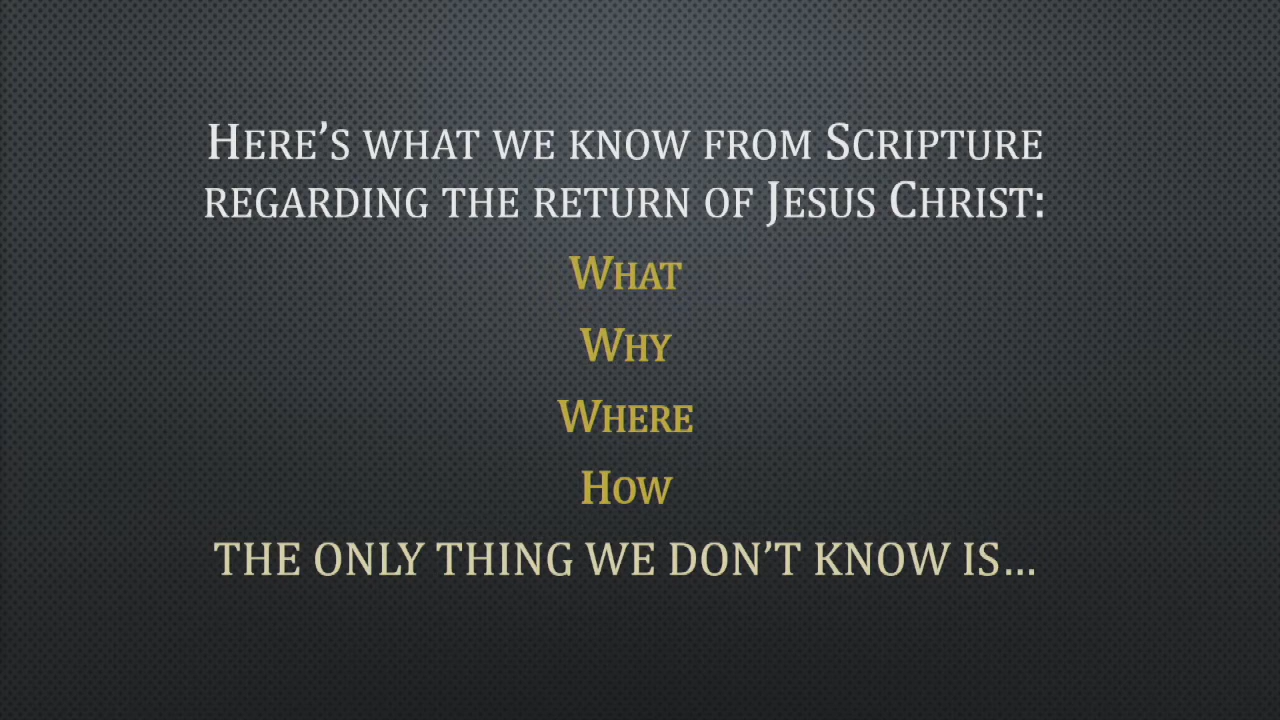 Here’s what we know from Scripture
regarding the return of Jesus Christ:
What
Why
Where
How
THE ONLY THING WE DON’T KNOW IS…